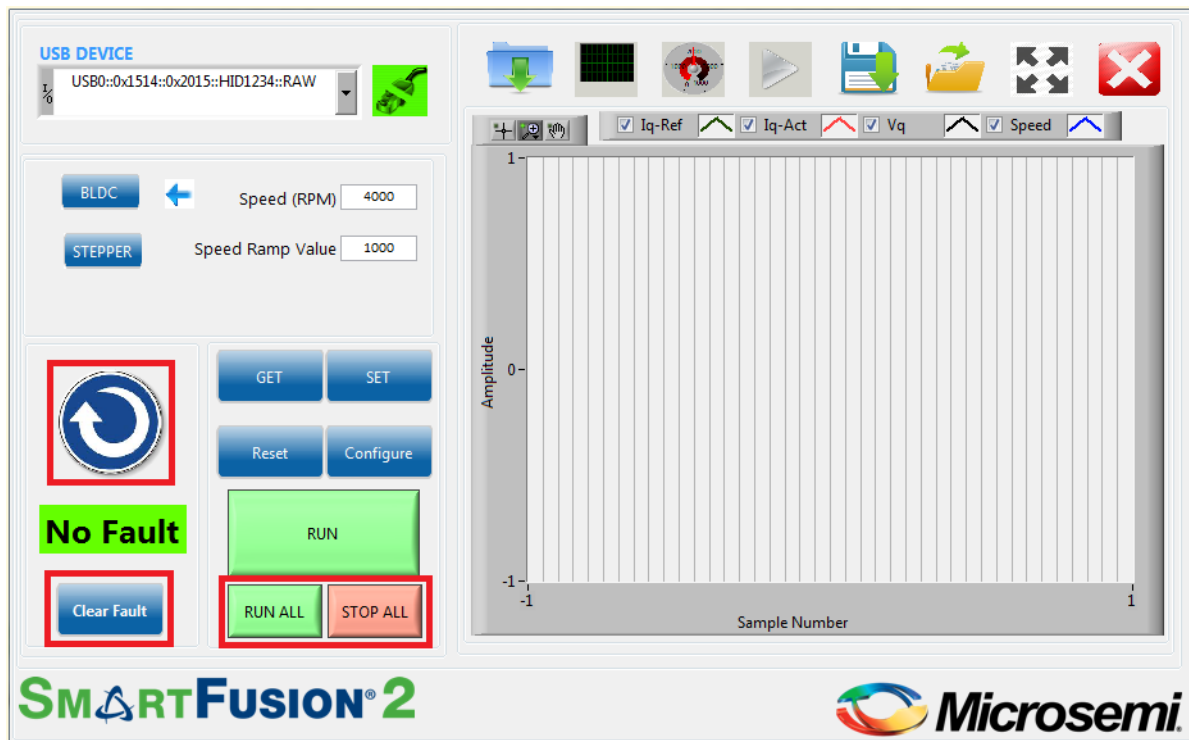 USB DEVICE
I/O
USB0::0x1514::0x2015::HID1234::RAW
BLDC
Speed (RPM) 4000
STEPPER
Speed Ramp Value 1000
GET SET
Reset Configure
No Fault
RUN
Clear Fault
RUN ALL STOP ALL
Iq-Ref Iq-Act Vq Speed
Amplitude
1
0
-1
-1 1
Sample Number
SMARTFUSION® 2
Microsemi.